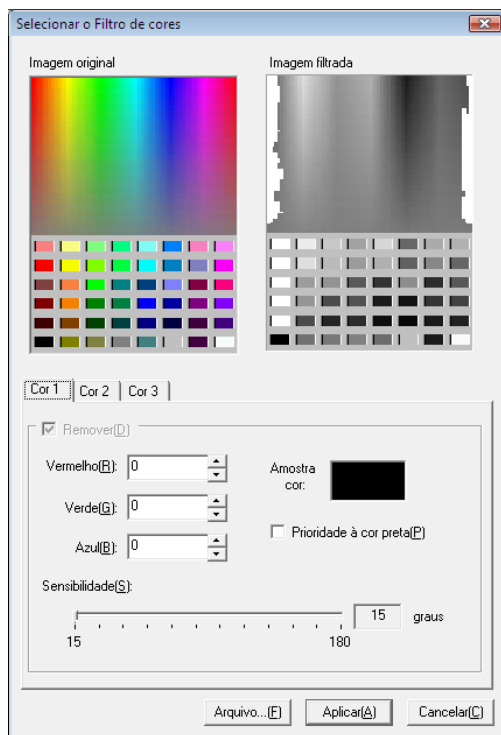 Selecionar o Filtro de cores
Imagem original
Imagem filtrada
Cor 1
Cor 2
Cor 3
Remover(D)
Vermelho(R):
0
Verde(G):
0
Azul(B):
0
Amostra
cor:
Prioridade à cor preta(P)
Sensibilidade(S):
15
180
15
graus
Arquivo...(F)
Aplicar(A)
Cancelar(C)